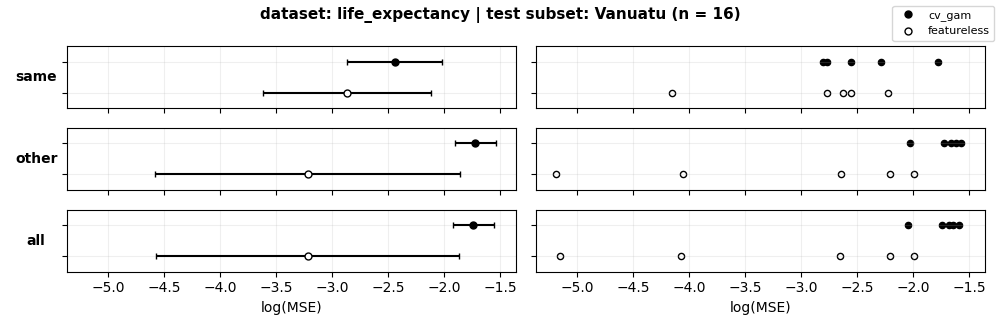 dataset: life_expectancy | test subset: Vanuatu (n = 16)
cv_gam
featureless
same
other
all
−5.0 −4.5 −4.0 −3.5 −3.0 −2.5 −2.0 −1.5
−5.0 −4.5 −4.0 −3.5 −3.0 −2.5 −2.0 −1.5
log(MSE)
log(MSE)